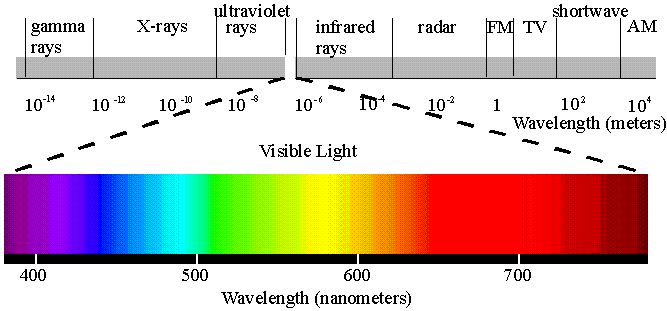 ultraviolet shortwave
gamma X-rays rays infrared radar FM TV AM
rays rays
10⁻¹⁴ 10⁻¹² 10⁻¹⁰ 10⁻⁸ 10⁻⁶ 10⁻⁴ 10⁻² 1 10² 10⁴
Wavelength (meters)
Visible Light
400 500 600 700
Wavelength (nanometers)